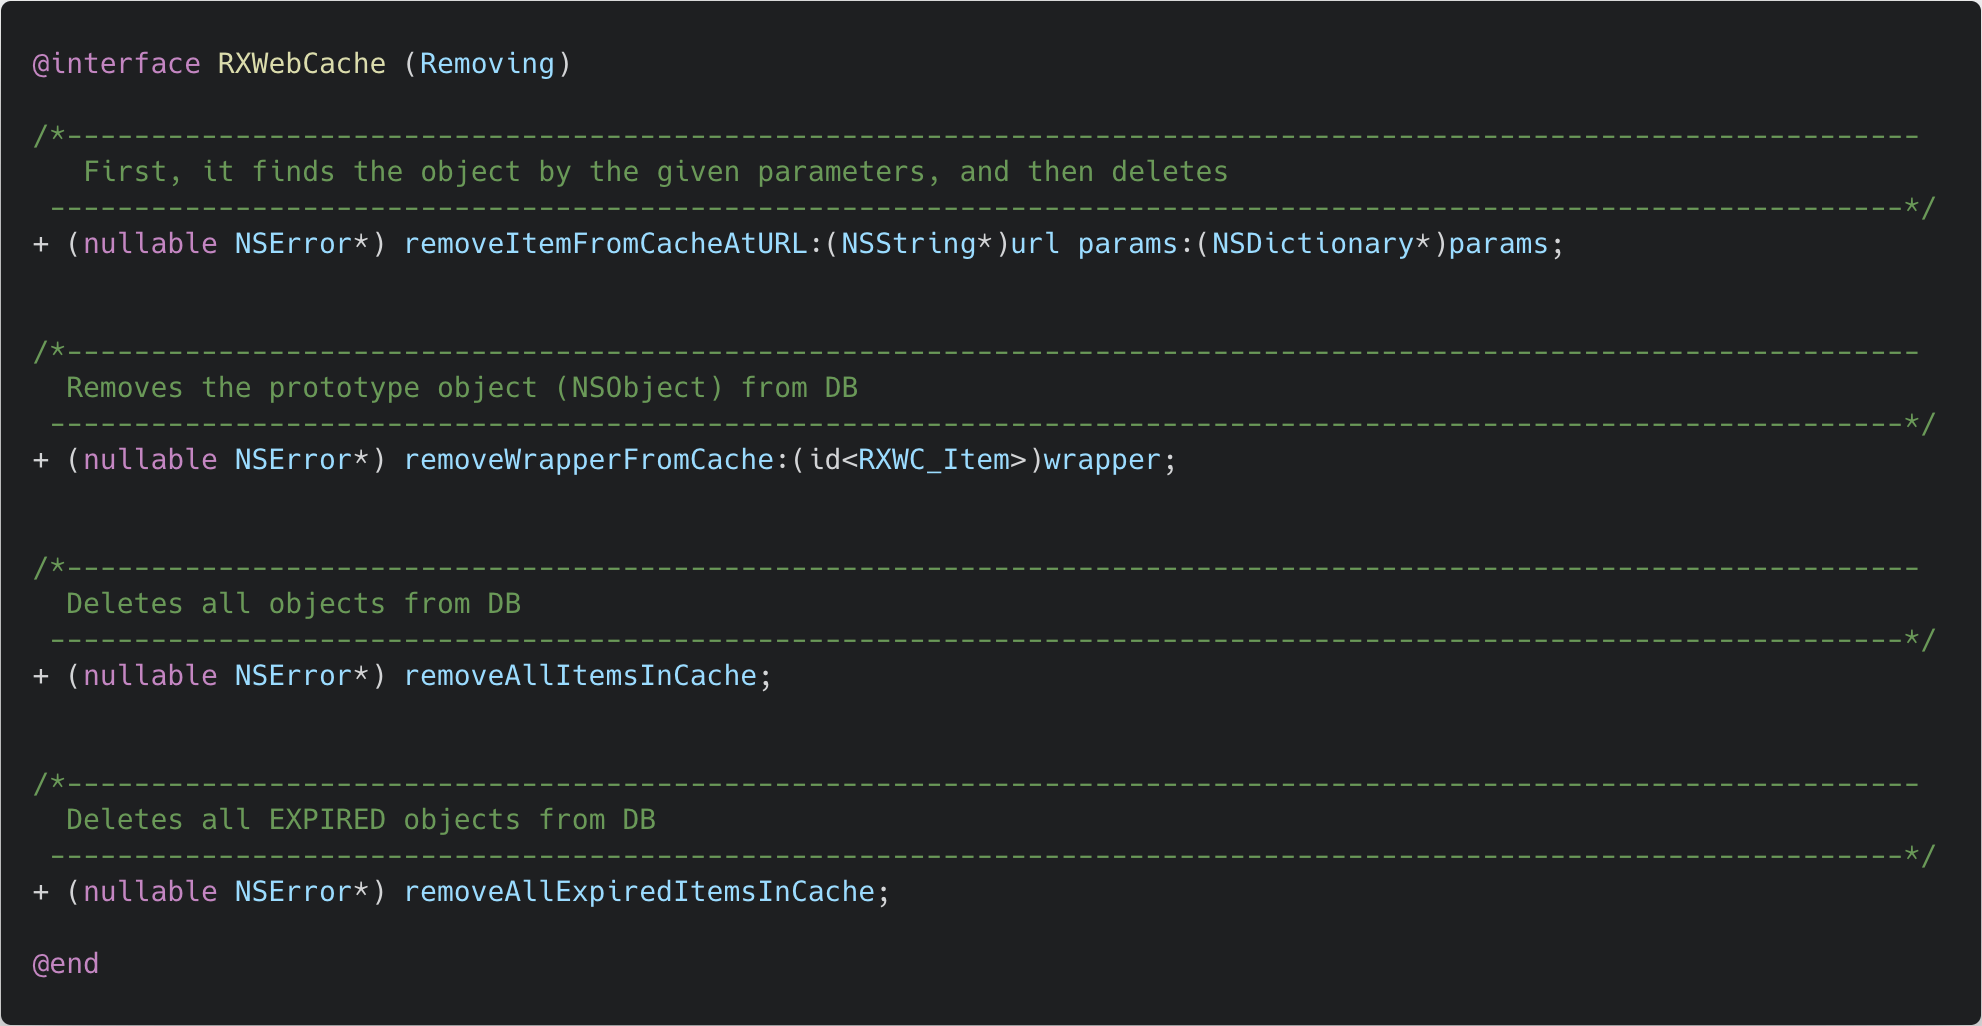 @interface RXWebCache (Removing)
/*--------------------------------------------------------------------------------------------------------------
   First, it finds the object by the given parameters, and then deletes
 --------------------------------------------------------------------------------------------------------------*/
+ (nullable NSError*) removeItemFromCacheAtURL:(NSString*)url params:(NSDictionary*)params;
/*--------------------------------------------------------------------------------------------------------------
  Removes the prototype object (NSObject) from DB
 --------------------------------------------------------------------------------------------------------------*/
+ (nullable NSError*) removeWrapperFromCache:(id<RXWC_Item>)wrapper;
/*--------------------------------------------------------------------------------------------------------------
  Deletes all objects from DB
 --------------------------------------------------------------------------------------------------------------*/
+ (nullable NSError*) removeAllItemsInCache;
/*--------------------------------------------------------------------------------------------------------------
  Deletes all EXPIRED objects from DB
 --------------------------------------------------------------------------------------------------------------*/
+ (nullable NSError*) removeAllExpiredItemsInCache;
@end